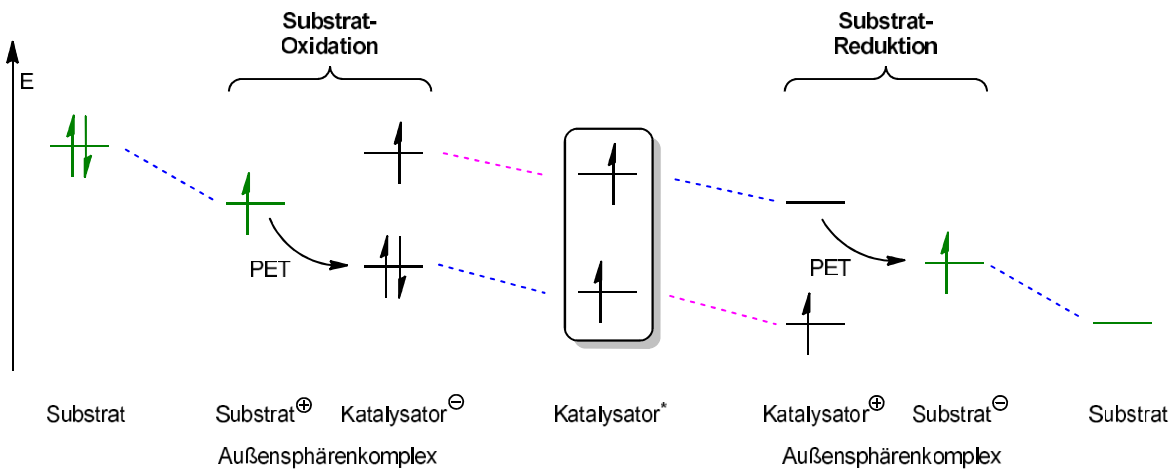 Substrat-
Oxidation
Substrat-
Reduktion
E
PET
PET
Substrat
Substrat⊕
Katalysator⊖
Katalysator*
Katalysator⊕
Substrat⊖
Substrat
Außensphärenkomplex
Außensphärenkomplex